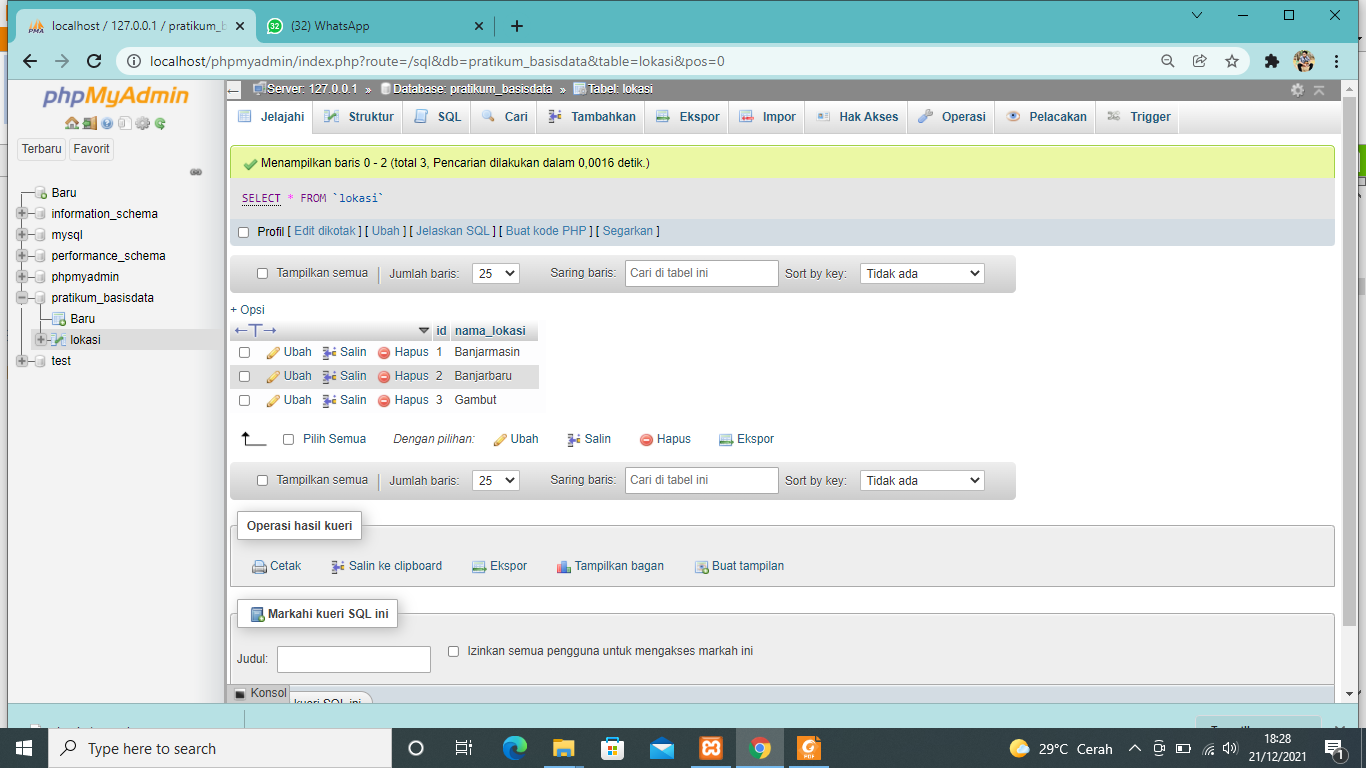 localhost / 127.0.0.1 / pratikum_b
(32) WhatsApp
localhost/phpmyadmin/index.php?route=/sql&db=pratikum_basisdata&table=lokasi&pos=0
phpMyAdmin
Terbaru Favorit
Baru
information_schema
mysql
performance_schema
phpmyadmin
pratikum_basisdata
Baru
lokasi
test
Server: 127.0.0.1 » Database: pratikum_basisdata » Tabel: lokasi
Jelajahi Struktur SQL Cari Tambahkan Ekspor Impor Hak Akses Operasi Pelacakan Trigger
Menampilkan baris 0 - 2 (total 3, Pencarian dilakukan dalam 0,0016 detik.)
SELECT * FROM `lokasi`
Profil [ Edit dikotak ] [ Ubah ] [ Jelaskan SQL ] [ Buat kode PHP ] [ Segarkan ]
Tampilkan semua Jumlah baris: 25 Saring baris: Cari di tabel ini Sort by key: Tidak ada
+ Opsi
←T→ id nama_lokasi
Ubah Salin Hapus 1 Banjarmasin
Ubah Salin Hapus 2 Banjarbaru
Ubah Salin Hapus 3 Gambut
Pilih Semua Dengan pilihan: Ubah Salin Hapus Ekspor
Tampilkan semua Jumlah baris: 25 Saring baris: Cari di tabel ini Sort by key: Tidak ada
Operasi hasil kueri
Cetak Salin ke clipboard Ekspor Tampilkan bagan Buat tampilan
Markahi kueri SQL ini
Judul: Izinkan semua pengguna untuk mengakses markah ini
Konsol kueri SQL ini
Type here to search
29°C Cerah
18:28
21/12/2021
1